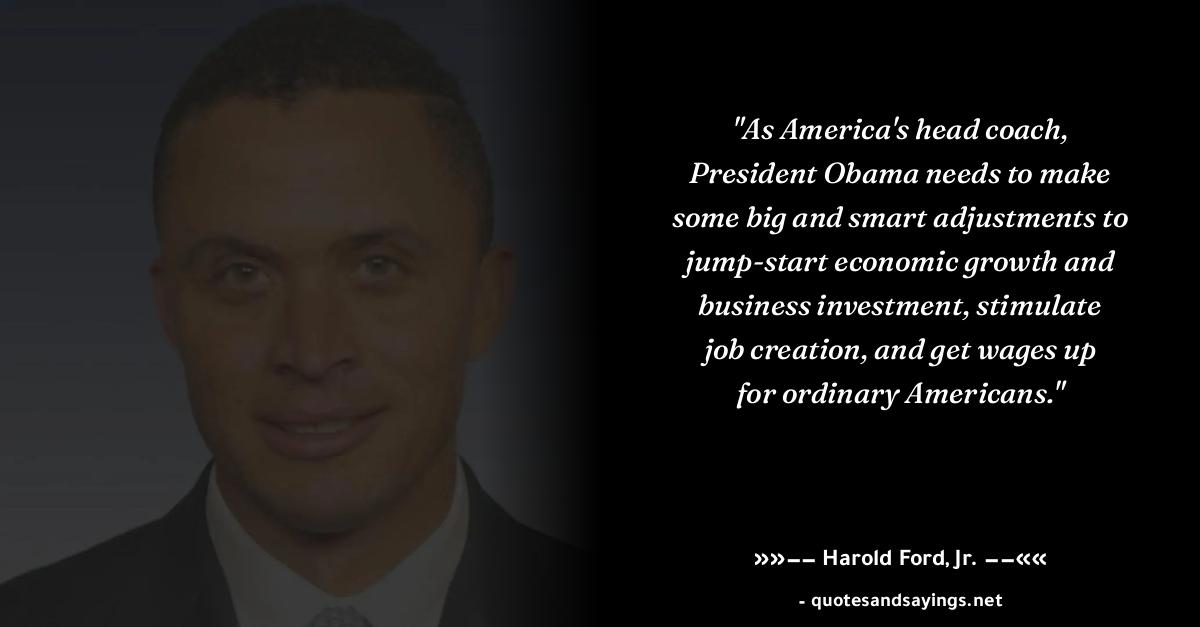 "As America's head coach,
President Obama needs to make
some big and smart adjustments to
jump-start economic growth and
business investment, stimulate
job creation, and get wages up
for ordinary Americans."
»»–– Harold Ford, Jr. ––««
- quotesandsayings.net